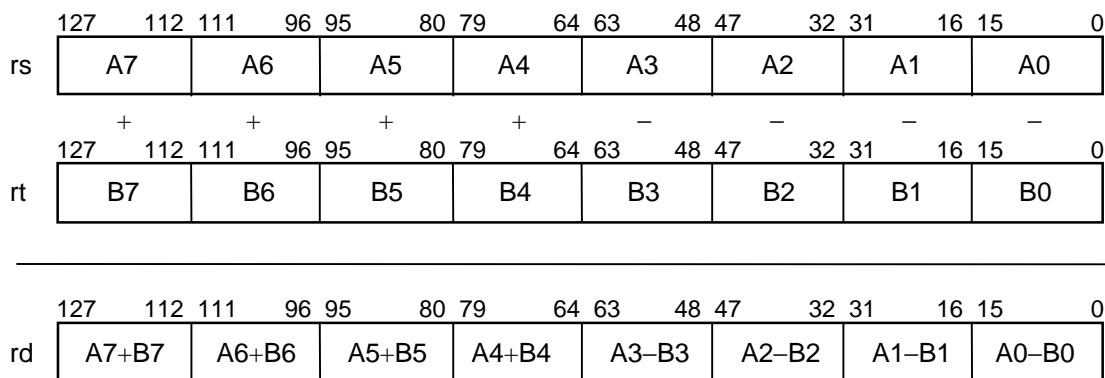 127 112 111 96 95 80 79 64 63 48 47 32 31 16 15 0
rs A7 A6 A5 A4 A3 A2 A1 A0
+ + + + − − − −
127 112 111 96 95 80 79 64 63 48 47 32 31 16 15 0
rt B7 B6 B5 B4 B3 B2 B1 B0
127 112 111 96 95 80 79 64 63 48 47 32 31 16 15 0
rd A7+B7 A6+B6 A5+B5 A4+B4 A3−B3 A2−B2 A1−B1 A0−B0